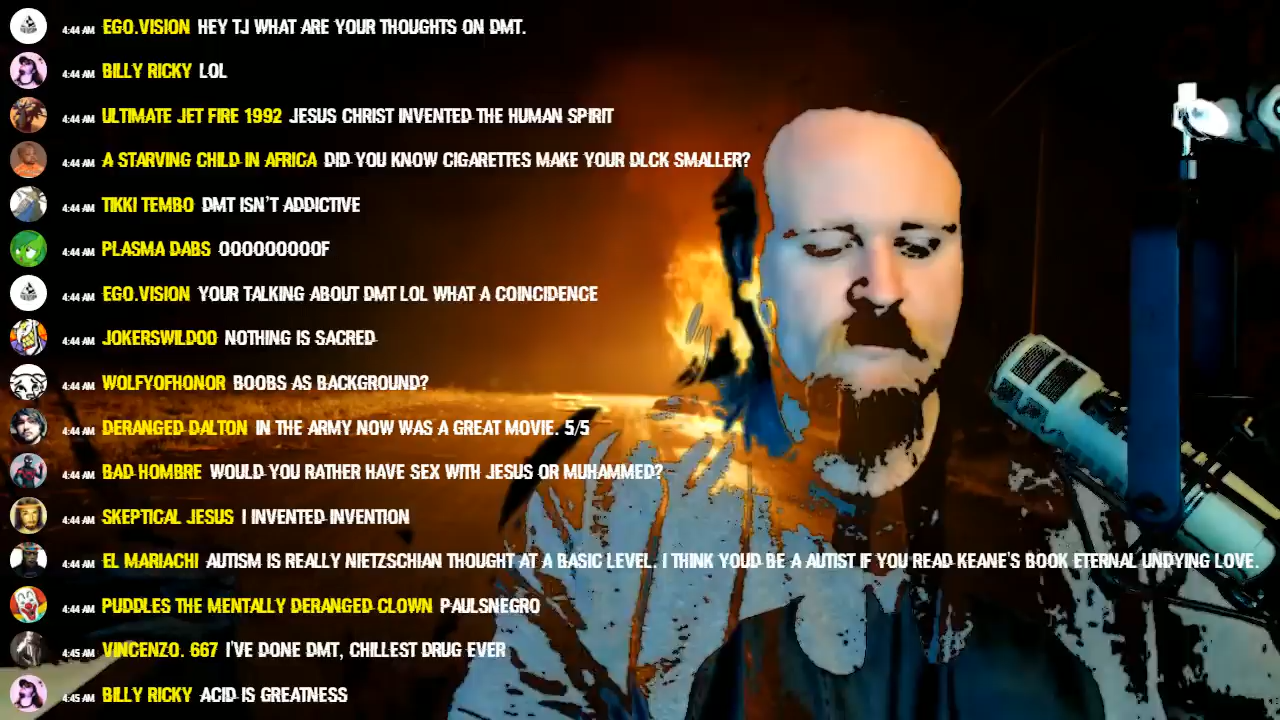 4:44 AM EGO.VISION HEY TJ WHAT ARE YOUR THOUGHTS ON DMT.
4:44 AM BILLY RICKY LOL
4:44 AM ULTIMATE JET FIRE 1992 JESUS CHRIST INVENTED THE HUMAN SPIRIT
4:44 AM A STARVING CHILD IN AFRICA DID YOU KNOW CIGARETTES MAKE YOUR DLCK SMALLER?
4:44 AM TIKKI TEMBO DMT ISN'T ADDICTIVE
4:44 AM PLASMA DABS OOOOOOOOOF
4:44 AM EGO.VISION YOUR TALKING ABOUT DMT LOL WHAT A COINCIDENCE
4:44 AM JOKERSWILDOO NOTHING IS SACRED
4:44 AM WOLFYOFHONOR BOOBS AS BACKGROUND?
4:44 AM DERANGED DALTON IN THE ARMY NOW WAS A GREAT MOVIE. 5/5
4:44 AM BAD HOMBRE WOULD YOU RATHER HAVE SEX WITH JESUS OR MUHAMMED?
4:44 AM SKEPTICAL JESUS I INVENTED INVENTION
4:44 AM EL MARIACHI AUTISM IS REALLY NIETZSCHIAN THOUGHT AT A BASIC LEVEL. I THINK YOUD BE A AUTIST IF YOU READ KEANE'S BOOK ETERNAL UNDYING LOVE.
4:44 AM PUDDLES THE MENTALLY DERANGED CLOWN PAULSNEGRO
4:45 AM VINCENZO. 667 I'VE DONE DMT, CHILLEST DRUG EVER
4:45 AM BILLY RICKY ACID IS GREATNESS